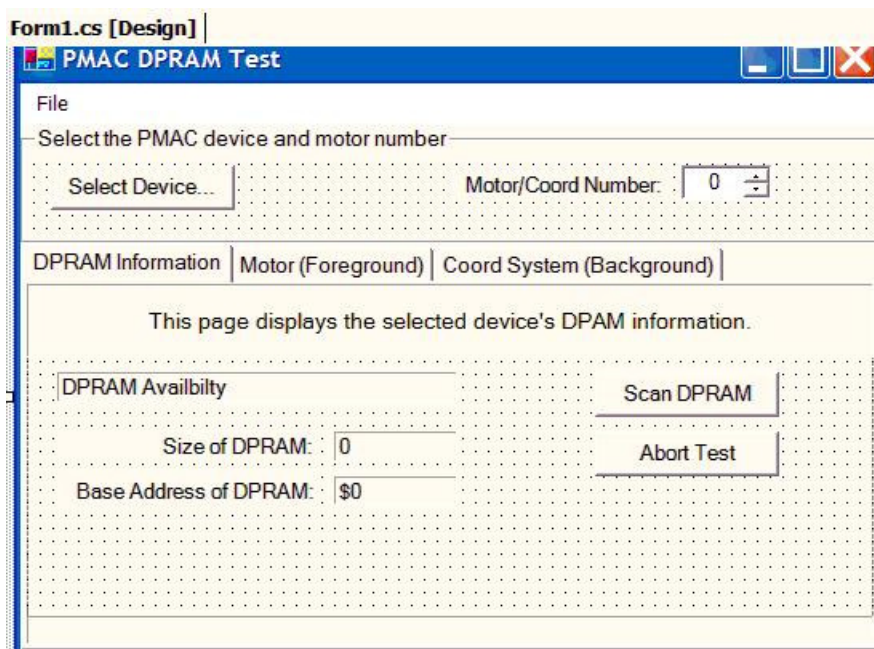 Form1.cs [Design]
PMAC DPRAM Test
File
Select the PMAC device and motor number
Select Device... Motor/Coord Number: 0
DPRAM Information Motor (Foreground) Coord System (Background)
This page displays the selected device's DPAM information.
DPRAM Availbilty Scan DPRAM
Size of DPRAM: 0 Abort Test
Base Address of DPRAM: $0